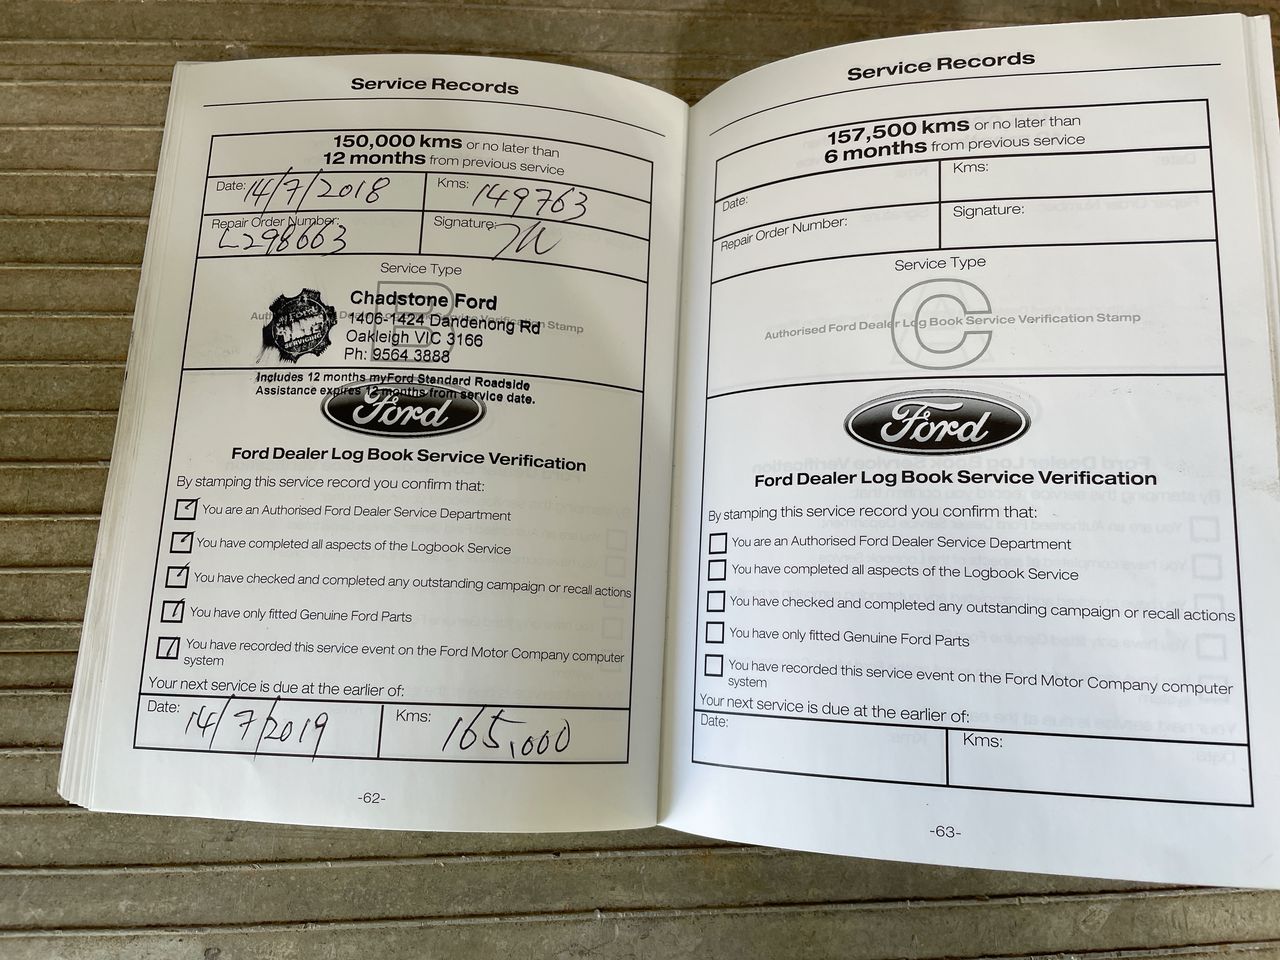 Service Records
150,000 kms or no later than
12 months from previous service
Date: 14/7/2018
Kms: 149763
Repair Order Number:
L298663
Signature:
Service Type
B
Authorised Ford Dealer Log Book Service Verification Stamp
SERVICING
Chadstone Ford
1406-1424 Dandenong Rd
Oakleigh VIC 3166
Ph: 9564 3888
Includes 12 months myFord Standard Roadside
Assistance expires 12 months from service date.
Ford
Ford Dealer Log Book Service Verification
By stamping this service record you confirm that:
You are an Authorised Ford Dealer Service Department
You have completed all aspects of the Logbook Service
You have checked and completed any outstanding campaign or recall actions
You have only fitted Genuine Ford Parts
You have recorded this service event on the Ford Motor Company computer
system
Your next service is due at the earlier of:
Date: 14/7/2019
Kms: 165,000
-62-
Service Records
157,500 kms or no later than
6 months from previous service
Date:
Kms:
Repair Order Number:
Signature:
Service Type
C
Authorised Ford Dealer Log Book Service Verification Stamp
Ford
Ford Dealer Log Book Service Verification
By stamping this service record you confirm that:
You are an Authorised Ford Dealer Service Department
You have completed all aspects of the Logbook Service
You have checked and completed any outstanding campaign or recall actions
You have only fitted Genuine Ford Parts
You have recorded this service event on the Ford Motor Company computer
system
Your next service is due at the earlier of:
Date:
Kms:
-63-